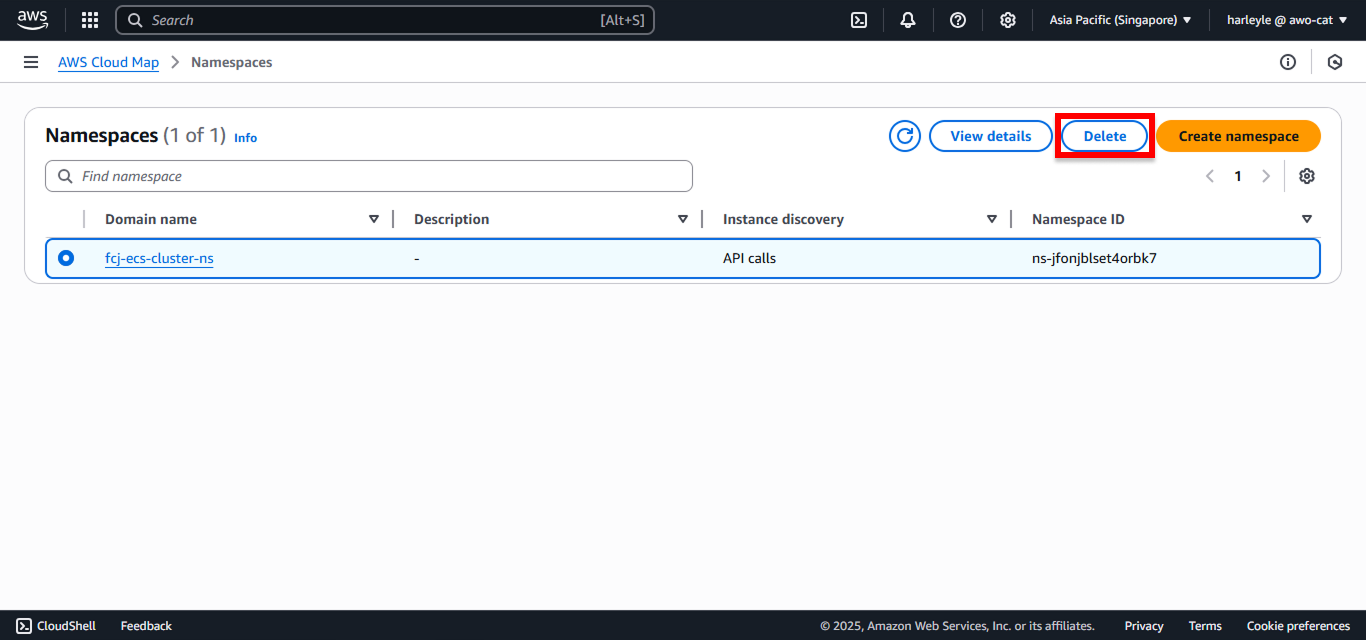 aws Search [Alt+S] Asia Pacific (Singapore) harleyle @ awo-cat
AWS Cloud Map Namespaces
Namespaces (1 of 1) Info View details Delete Create namespace
Find namespace 1
Domain name Description Instance discovery Namespace ID
fcj-ecs-cluster-ns - API calls ns-jfonjblset4orbk7
CloudShell Feedback © 2025, Amazon Web Services, Inc. or its affiliates. Privacy Terms Cookie preferences